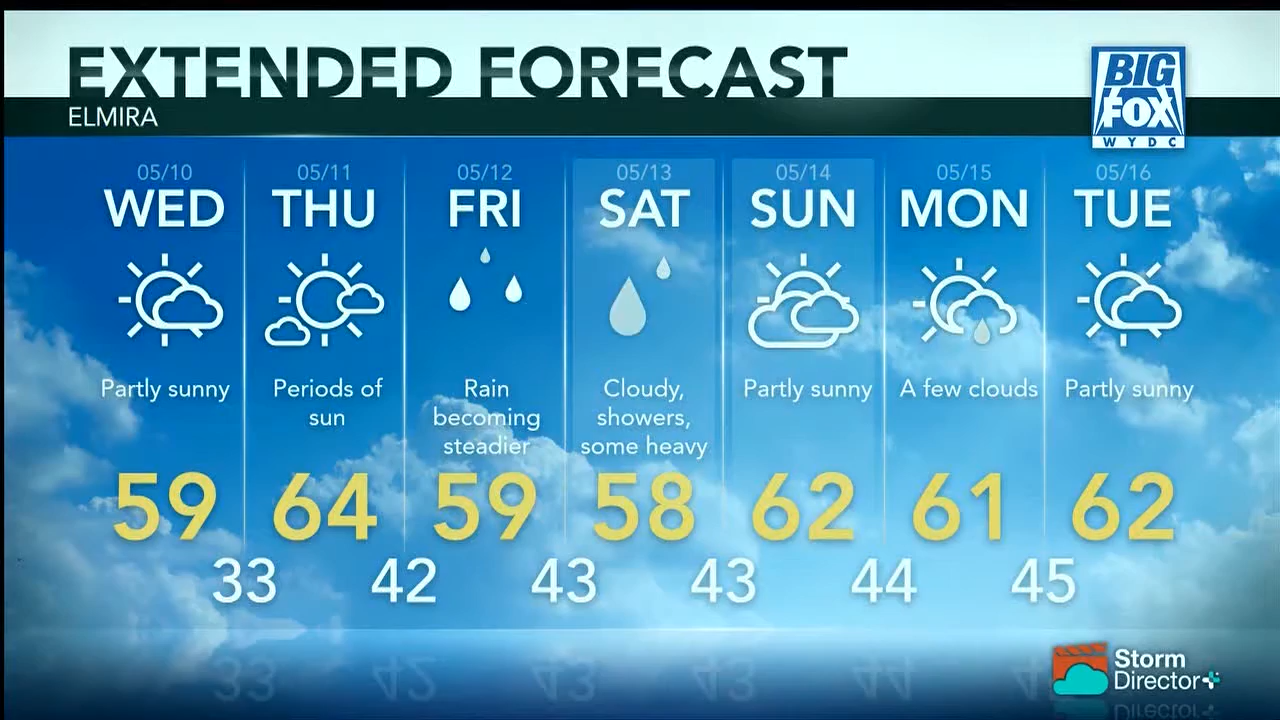 EXTENDED FORECAST
ELMIRA
BIG
FOX
WYDC
05/10
WED
Partly sunny
59
05/11
THU
Periods of
sun
64
05/12
FRI
Rain
becoming
steadier
59
05/13
SAT
Cloudy,
showers,
some heavy
58
05/14
SUN
Partly sunny
62
05/15
MON
A few clouds
61
05/16
TUE
Partly sunny
62
33
42
43
43
44
45
Storm
Director+